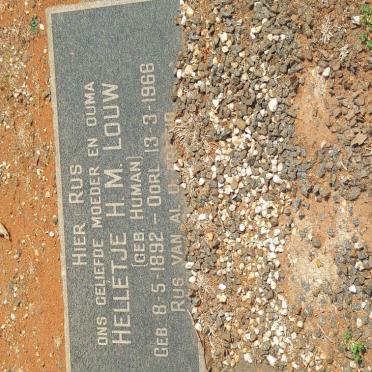 HIER RUS
ONS GELIEFDE MOEDER EN OUMA
HELLETJE H. M. LOUW
(GEB HUMAN)
GEB 8-5-1892 - OORL 13-3-1966
RUS VAN AL U